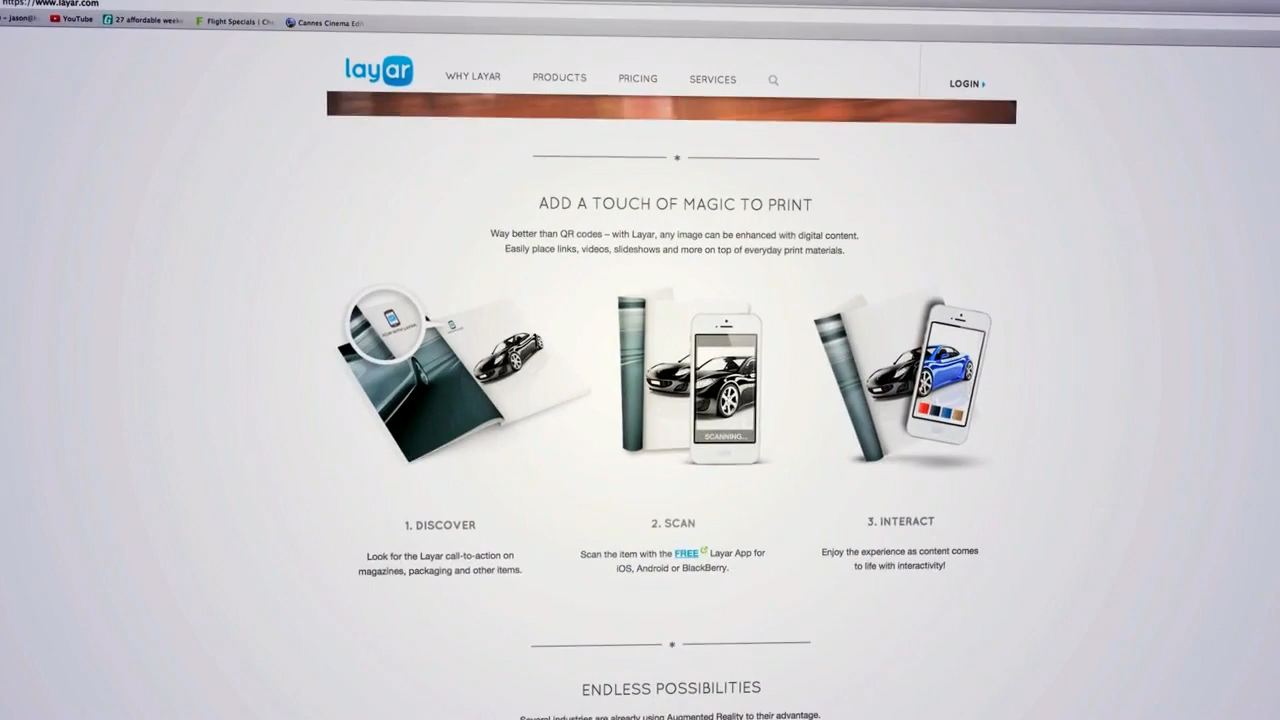 https://www.layar.com
YouTube
27 affordable week
Flight Specials | Ch
Cannes Cinema Edi
layar
WHY LAYAR
PRODUCTS
PRICING
SERVICES
LOGIN
ADD A TOUCH OF MAGIC TO PRINT
Way better than QR codes – with Layar, any image can be enhanced with digital content.
Easily place links, videos, slideshows and more on top of everyday print materials.
SCANNING...
1. DISCOVER
Look for the Layar call-to-action on
magazines, packaging and other items.
2. SCAN
Scan the item with the FREE Layar App for
iOS, Android or BlackBerry.
3. INTERACT
Enjoy the experience as content comes
to life with interactivity!
ENDLESS POSSIBILITIES
Several industries are already using Augmented Reality to their advantage.